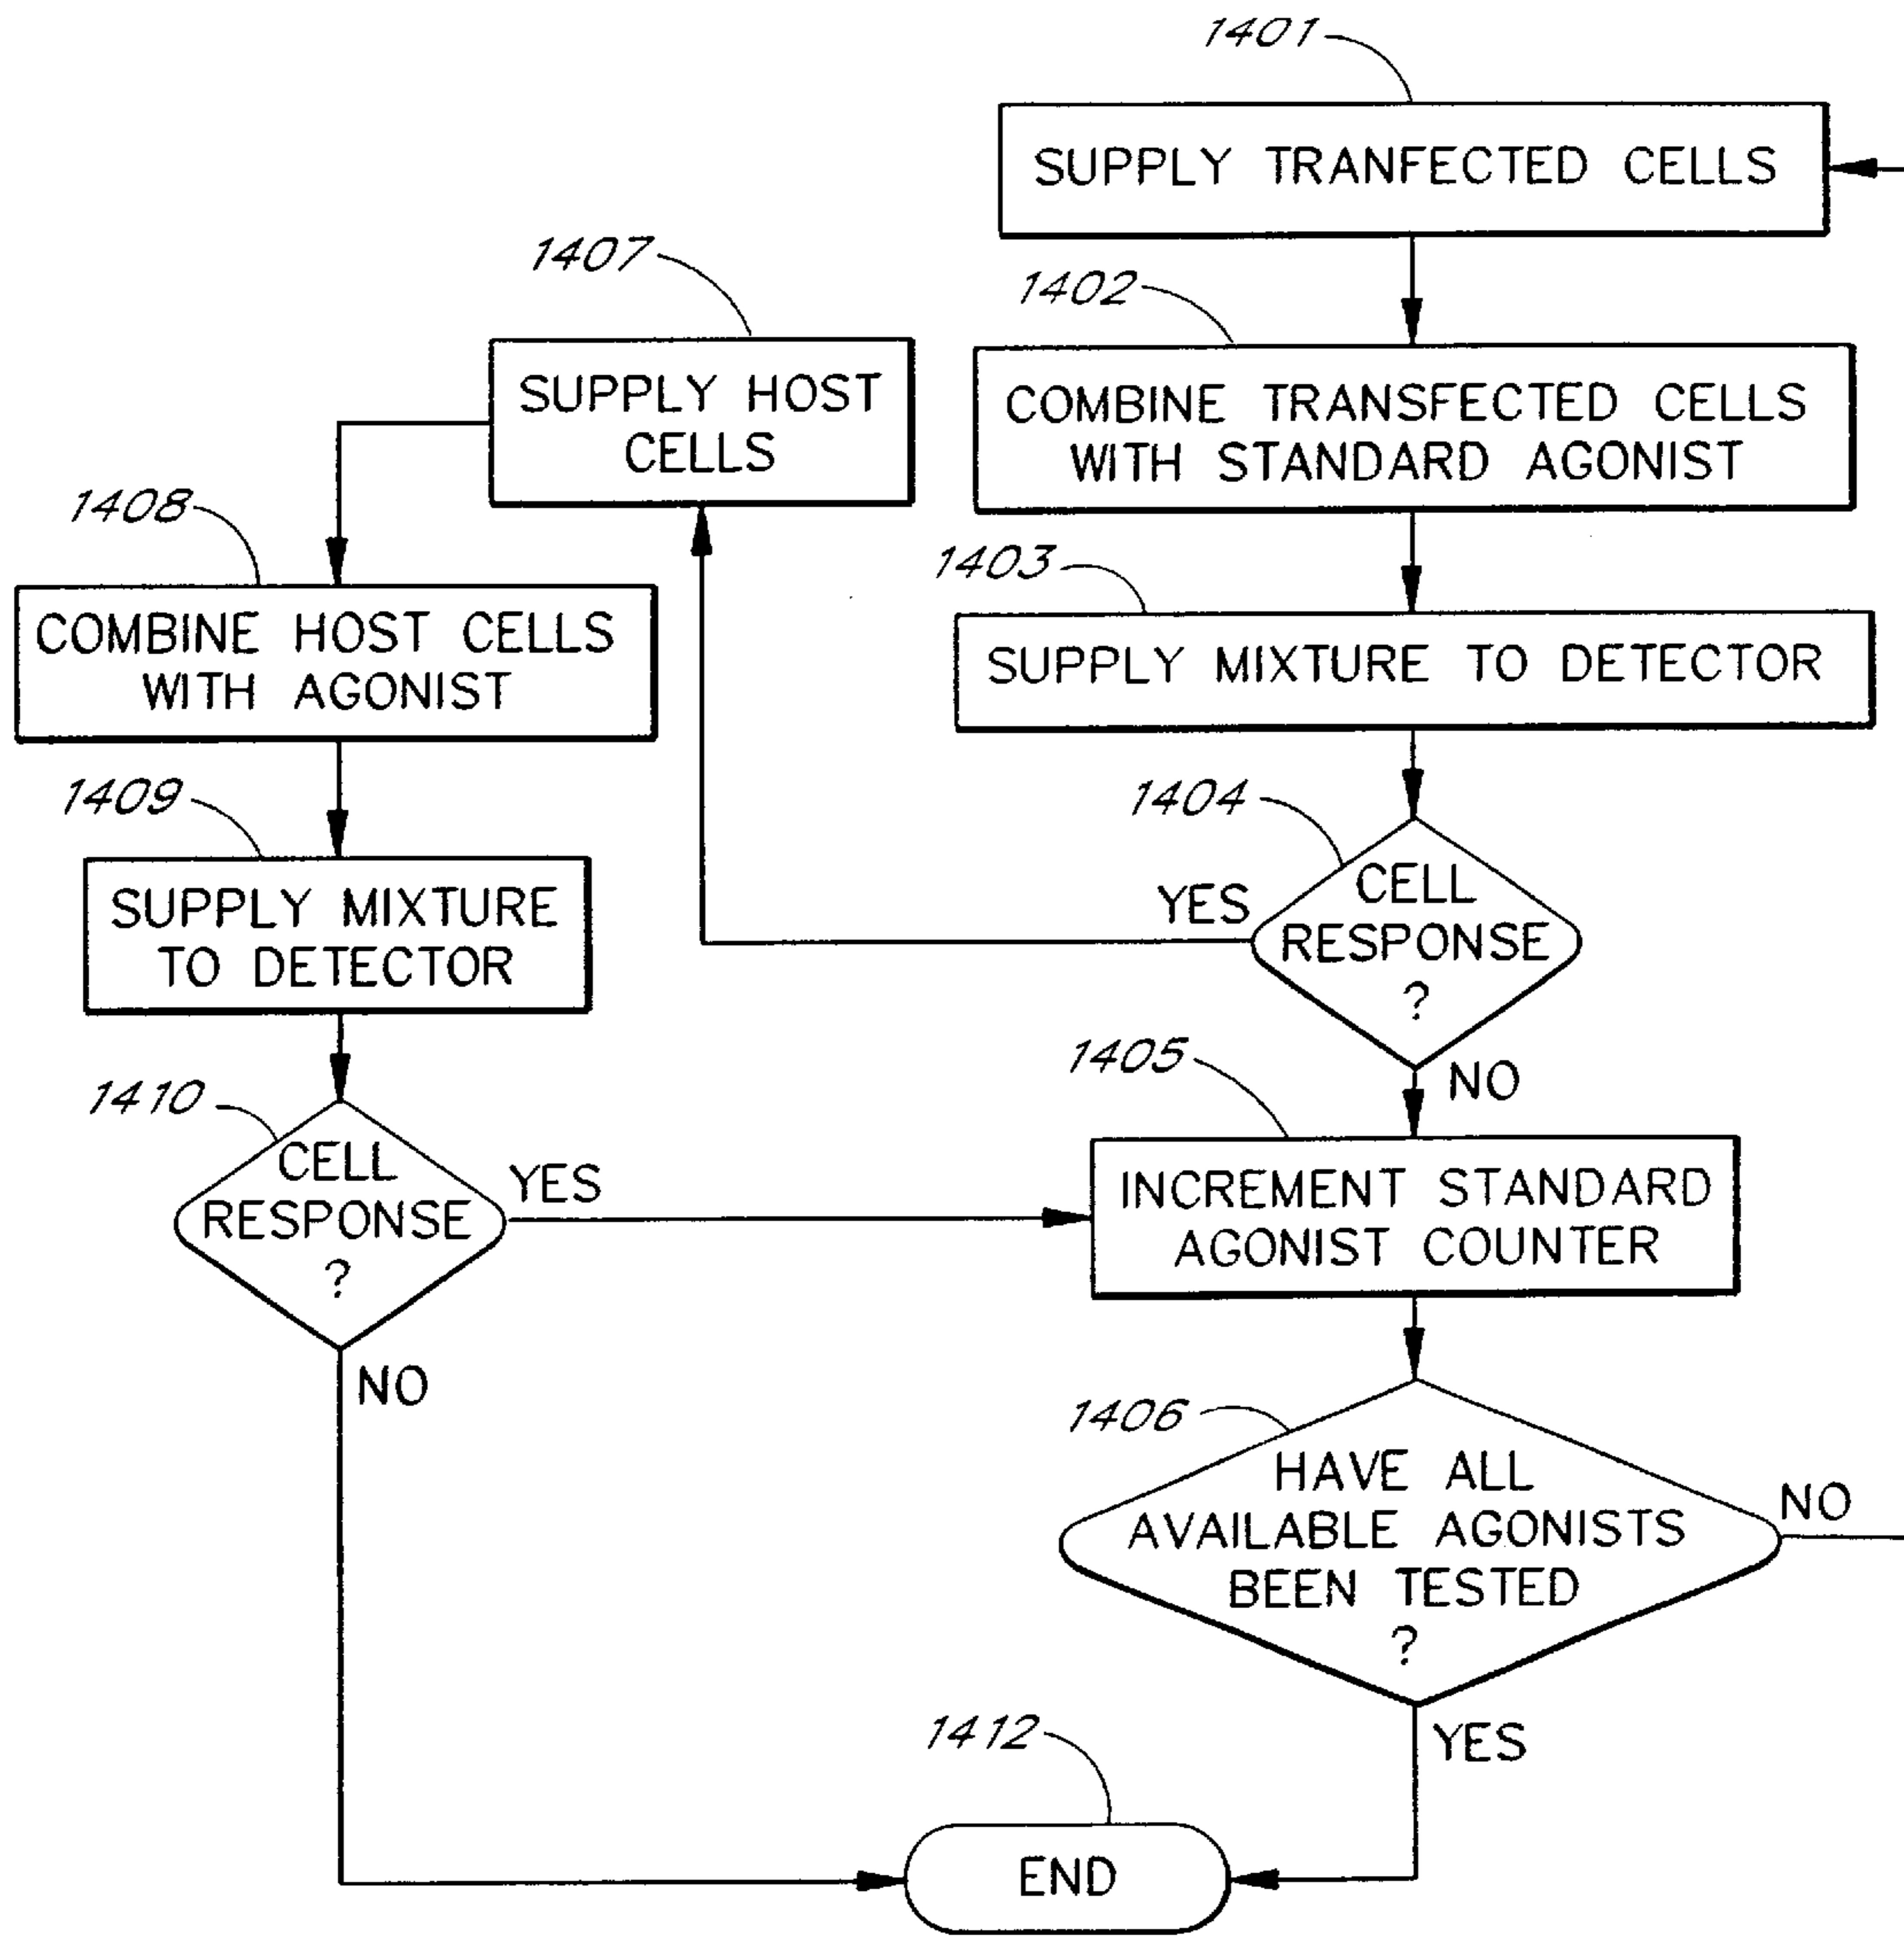 1401
SUPPLY TRANFECTED CELLS
1402
COMBINE TRANSFECTED CELLS
WITH STANDARD AGONIST
1403
SUPPLY MIXTURE TO DETECTOR
1404
CELL
RESPONSE
?
YES
NO
1405
INCREMENT STANDARD
AGONIST COUNTER
1406
HAVE ALL
AVAILABLE AGONISTS
BEEN TESTED
?
NO
YES
1407
SUPPLY HOST
CELLS
1408
COMBINE HOST CELLS
WITH AGONIST
1409
SUPPLY MIXTURE
TO DETECTOR
1410
CELL
RESPONSE
?
YES
NO
1412
END